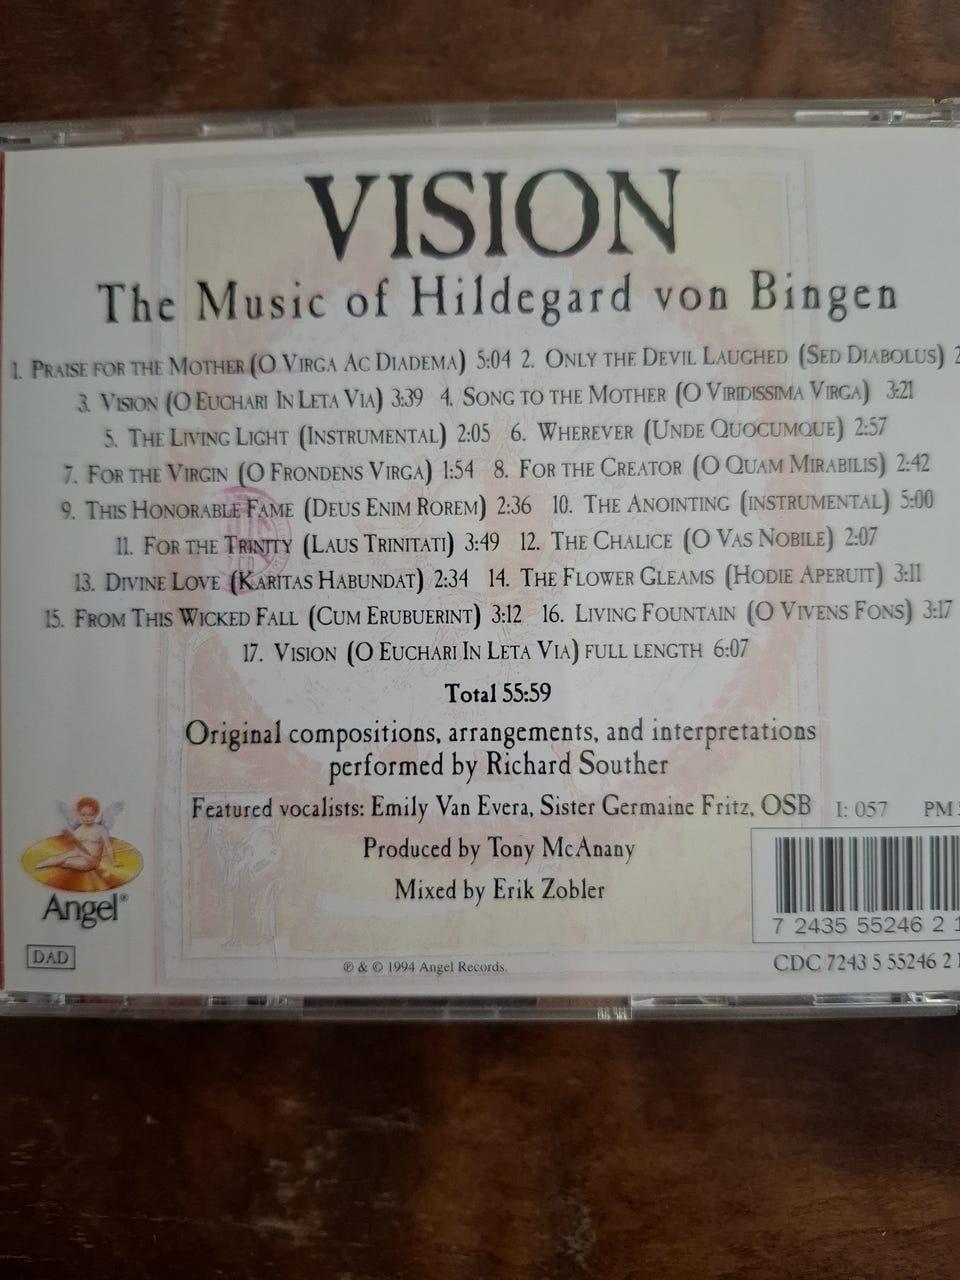 VISION
The Music of Hildegard von Bingen
1. PRAISE FOR THE MOTHER (O VIRGA AC DIADEMA) 5:04 2. ONLY THE DEVIL LAUGHED (SED DIABOLUS) 2
3. VISION (O EUCHARI IN LETA VIA) 3:39 4. SONG TO THE MOTHER (O VIRIDISSIMA VIRGA) 3:21
5. THE LIVING LIGHT (INSTRUMENTAL) 2:05 6. WHEREVER (UNDE QUOCUMQUE) 2:57
7. FOR THE VIRGIN (O FRONDENS VIRGA) 1:54 8. FOR THE CREATOR (O QUAM MIRABILIS) 2:42
9. THIS HONORABLE FAME (DEUS ENIM ROREM) 2:36 10. THE ANOINTING (INSTRUMENTAL) 5:00
11. FOR THE TRINITY (LAUS TRINITATI) 3:49 12. THE CHALICE (O VAS NOBILE) 2:07
13. DIVINE LOVE (KARITAS HABUNDAT) 2:34 14. THE FLOWER GLEAMS (HODIE APERUIT) 3:11
15. FROM THIS WICKED FALL (CUM ERUBUERINT) 3:12 16. LIVING FOUNTAIN (O VIVENS FONS) 3:17
17. VISION (O EUCHARI IN LETA VIA) FULL LENGTH 6:07
Total 55:59
Original compositions, arrangements, and interpretations
performed by Richard Souther
Featured vocalists: Emily Van Evera, Sister Germaine Fritz, OSB
I: 057 PM
Produced by Tony McAnany
Mixed by Erik Zobler
Angel®
DAD
7 2435 55246 2 1
℗ & © 1994 Angel Records.
CDC 7243 5 55246 2